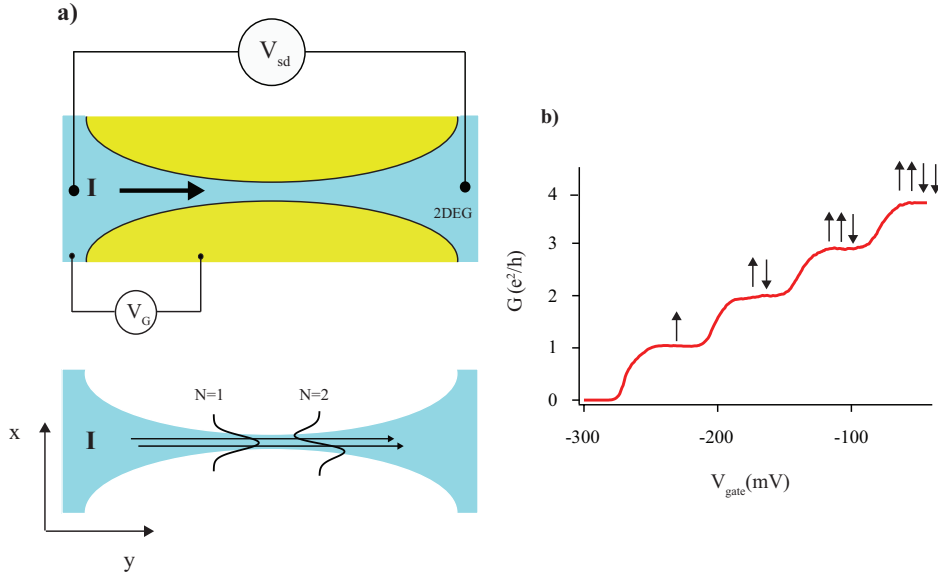 a)
V_sd
I
2DEG
V_G
N=1
N=2
I
x
y
b)
G (e²/h)
4
3
2
1
0
-300
-200
-100
V_gate(mV)